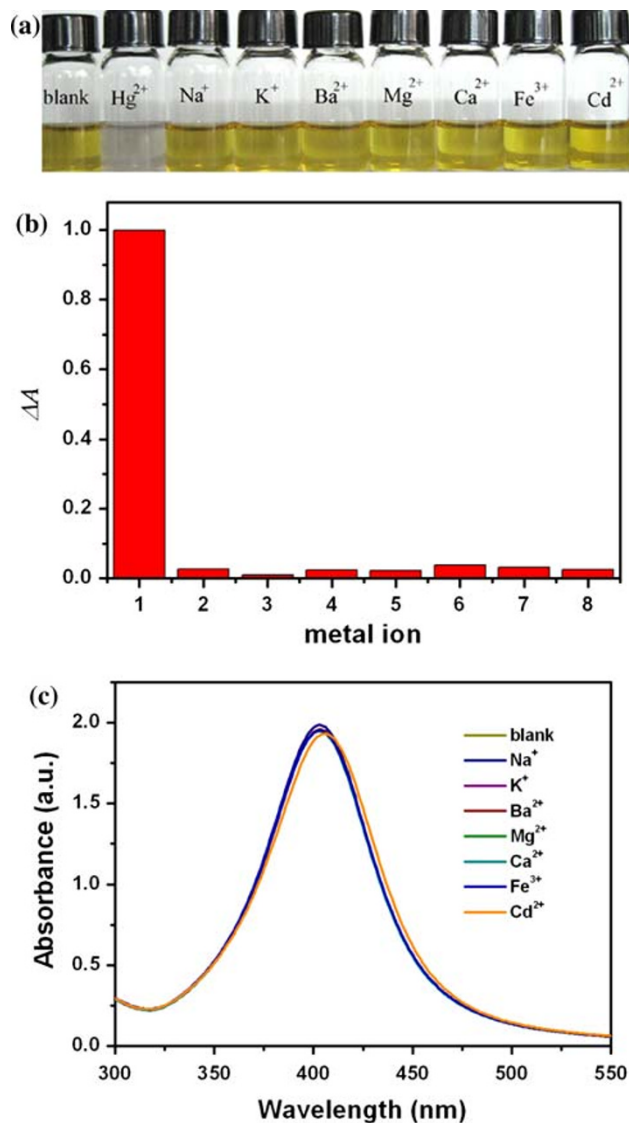 (a)
blank Hg²⁺ Na⁺ K⁺ Ba²⁺ Mg²⁺ Ca²⁺ Fe³⁺ Cd²⁺
(b)
1.0
0.8
0.6
0.4
0.2
0.0
ΔA
1 2 3 4 5 6 7 8
metal ion
(c)
2.0
1.5
1.0
0.5
0.0
Absorbance (a.u.)
blank
Na⁺
K⁺
Ba²⁺
Mg²⁺
Ca²⁺
Fe³⁺
Cd²⁺
300 350 400 450 500 550
Wavelength (nm)